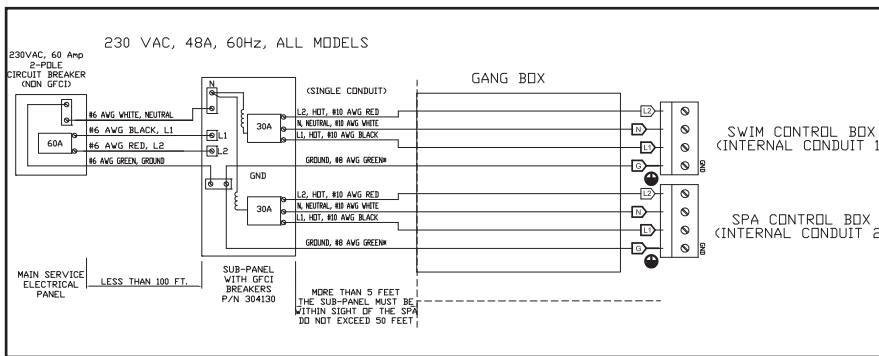 230 VAC, 48A, 60Hz, ALL MODELS
230VAC, 60 Amp
2-POLE
CIRCUIT BREAKER
(NON GFCI)
60A
#6 AWG WHITE, NEUTRAL
#6 AWG BLACK, L1
#6 AWG RED, L2
#6 AWG GREEN, GROUND
N
L1
L2
GND
30A
30A
(SINGLE CONDUIT)
L2, HOT, #10 AWG RED
N, NEUTRAL, #10 AWG WHITE
L1, HOT, #10 AWG BLACK
GROUND, #8 AWG GREEN*
L2, HOT, #10 AWG RED
N, NEUTRAL, #10 AWG WHITE
L1, HOT, #10 AWG BLACK
GROUND, #8 AWG GREEN*
GANG BOX
L2
N
L1
G
GND
SWIM CONTROL BOX
(INTERNAL CONDUIT 1
L2
N
L1
G
GND
SPA CONTROL BOX
(INTERNAL CONDUIT 2
MAIN SERVICE
ELECTRICAL
PANEL
LESS THAN 100 FT.
SUB-PANEL
WITH GFCI
BREAKERS
P/N 304130
MORE THAN 5 FEET
THE SUB-PANEL MUST BE
WITHIN SIGHT OF THE SPA
DO NOT EXCEED 50 FEET